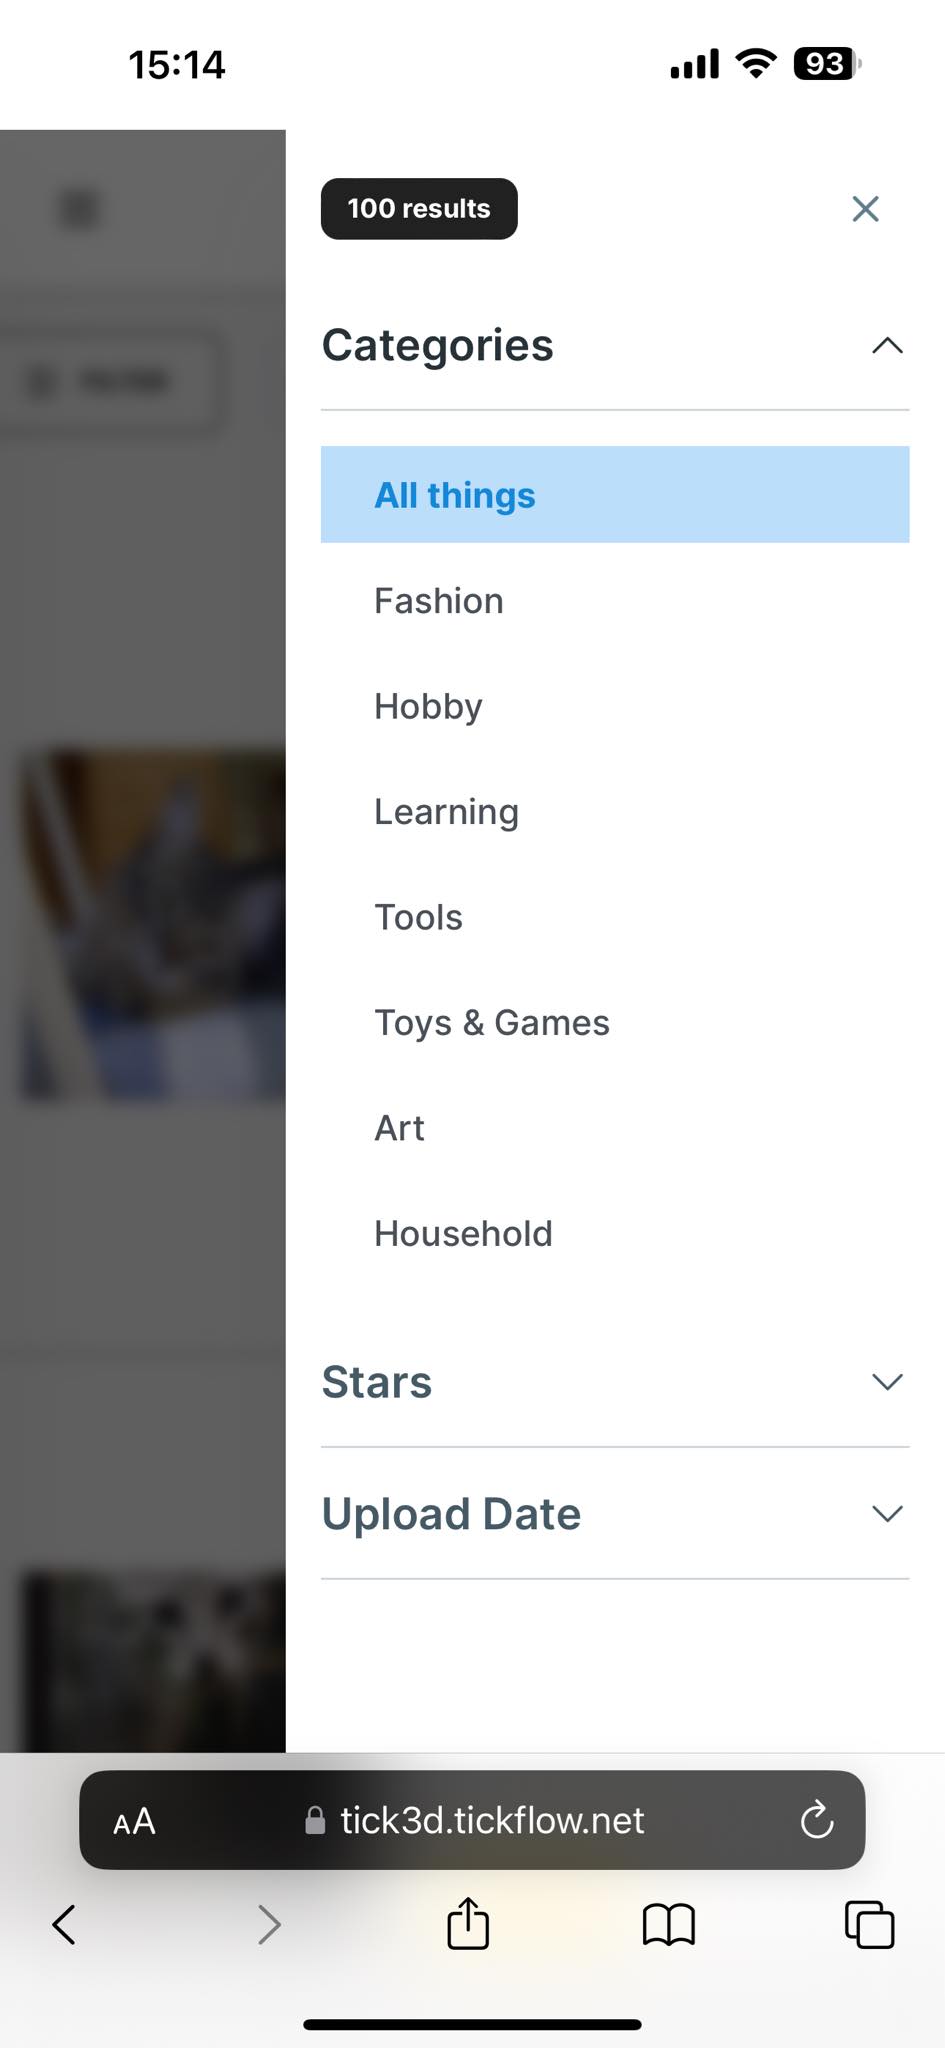 15:14
93
100 results
Categories
All things
Fashion
Hobby
Learning
Tools
Toys & Games
Art
Household
Stars
Upload Date
AA
tick3d.tickflow.net